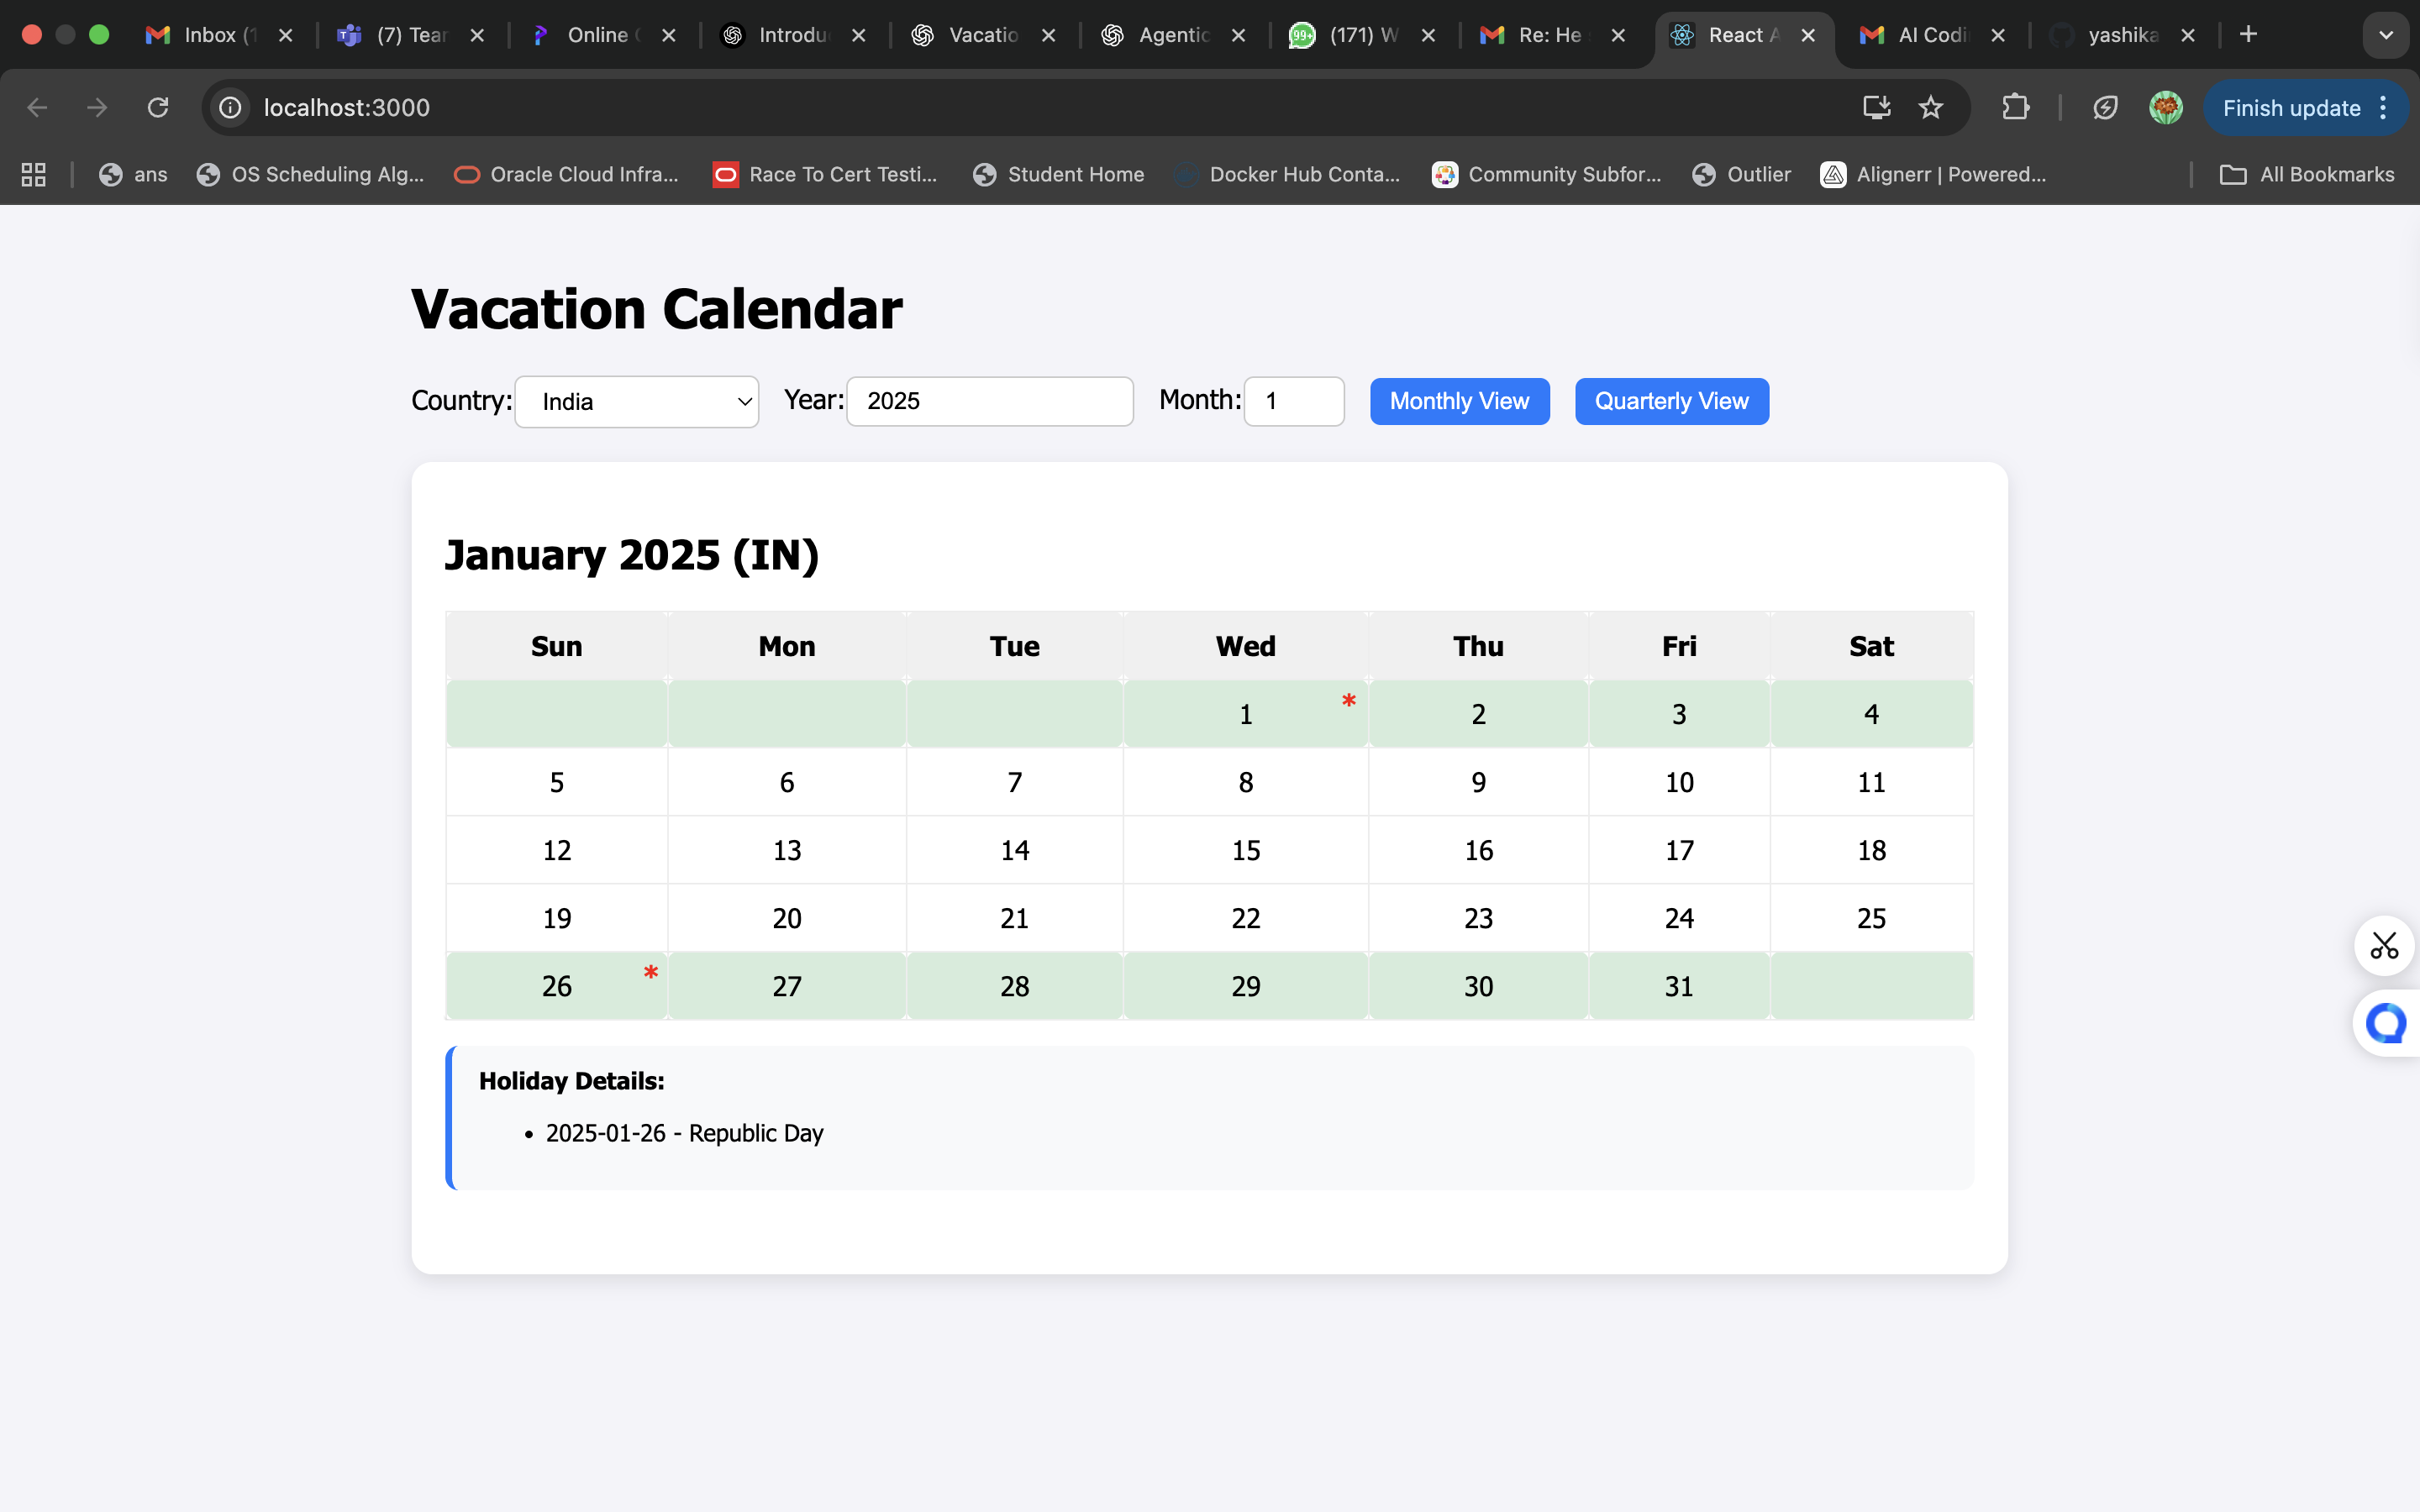 Inbox (1
(7) Tear
Online
Introdu
Vacatio
Agentic
99+ (171) W
Re: He
React A
AI Codi
yashika
localhost:3000
Finish update
ans
OS Scheduling Alg...
Oracle Cloud Infra...
Race To Cert Testi...
Student Home
Docker Hub Conta...
Community Subfor...
Outlier
Alignerr | Powered...
All Bookmarks
Vacation Calendar
Country: India Year: 2025 Month: 1 Monthly View Quarterly View
January 2025 (IN)
Sun Mon Tue Wed Thu Fri Sat
1 * 2 3 4
5 6 7 8 9 10 11
12 13 14 15 16 17 18
19 20 21 22 23 24 25
26 * 27 28 29 30 31
Holiday Details:
• 2025-01-26 - Republic Day